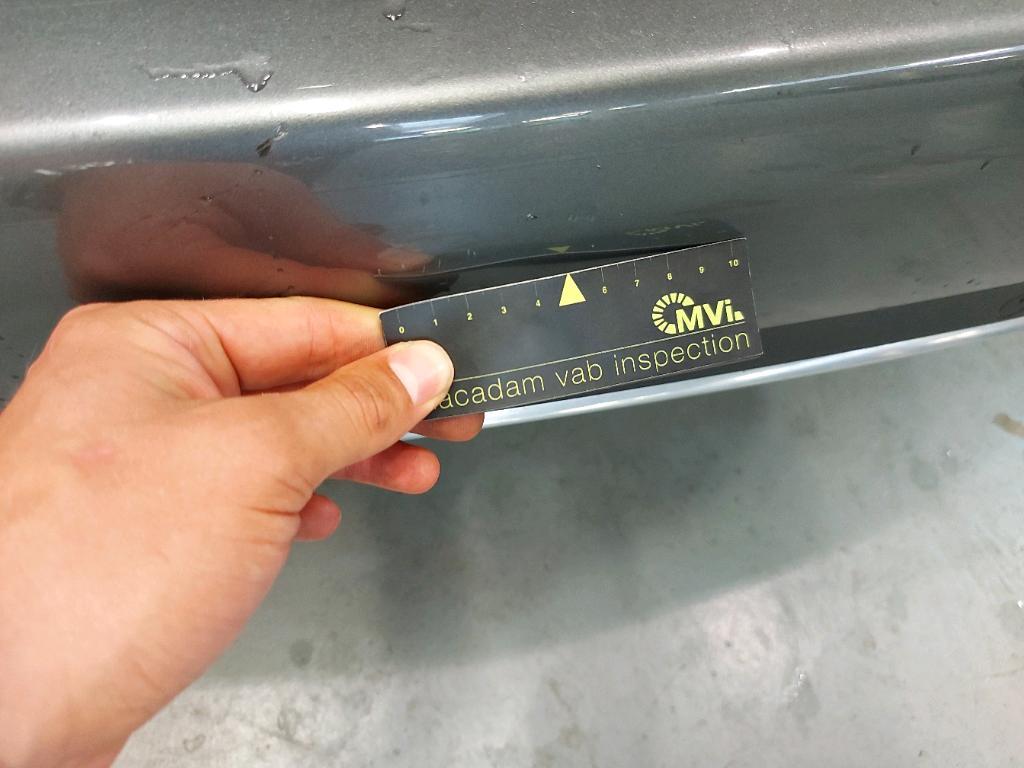 0 1 2 3 4 6 7 8 9 10
MVi
acadam vab inspection